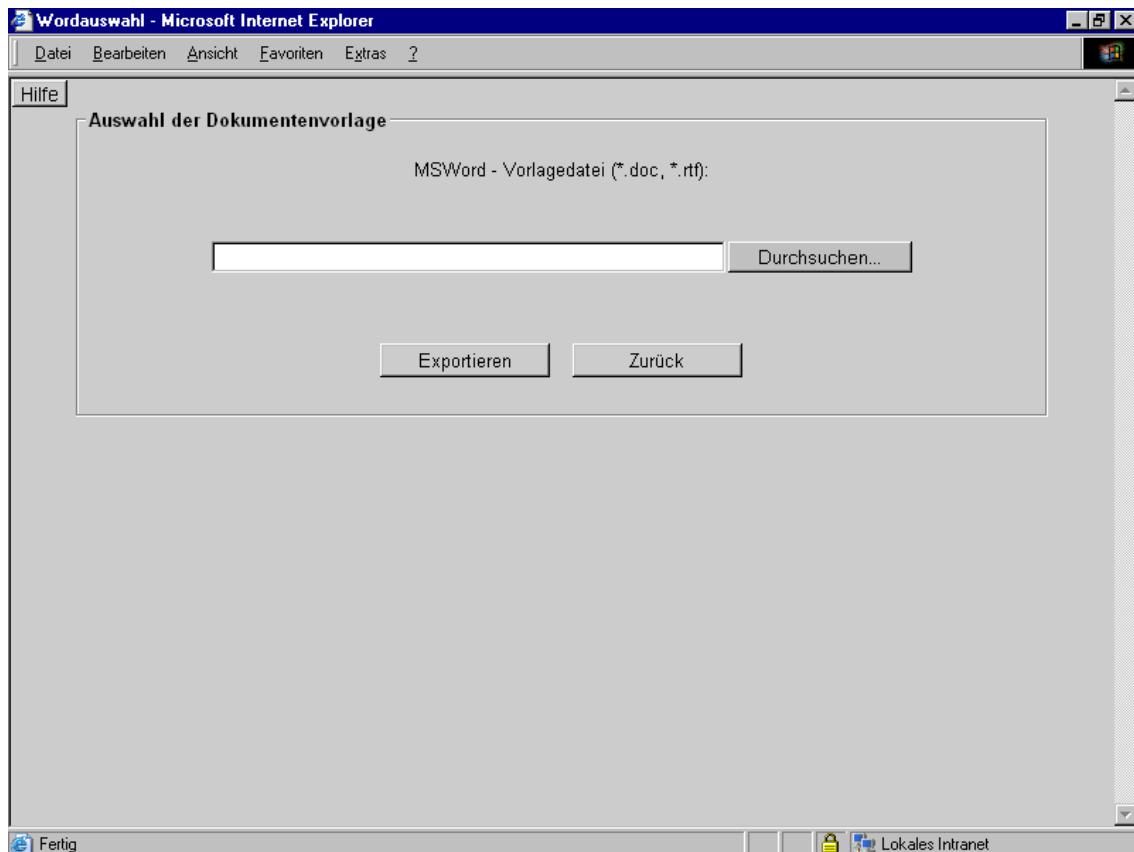 Wordauswahl - Microsoft Internet Explorer
Datei Bearbeiten Ansicht Favoriten Extras ?
Hilfe
Auswahl der Dokumentenvorlage
MSWord - Vorlagedatei (*.doc, *.rtf):
Durchsuchen...
Exportieren Zurück
Fertig Lokales Intranet